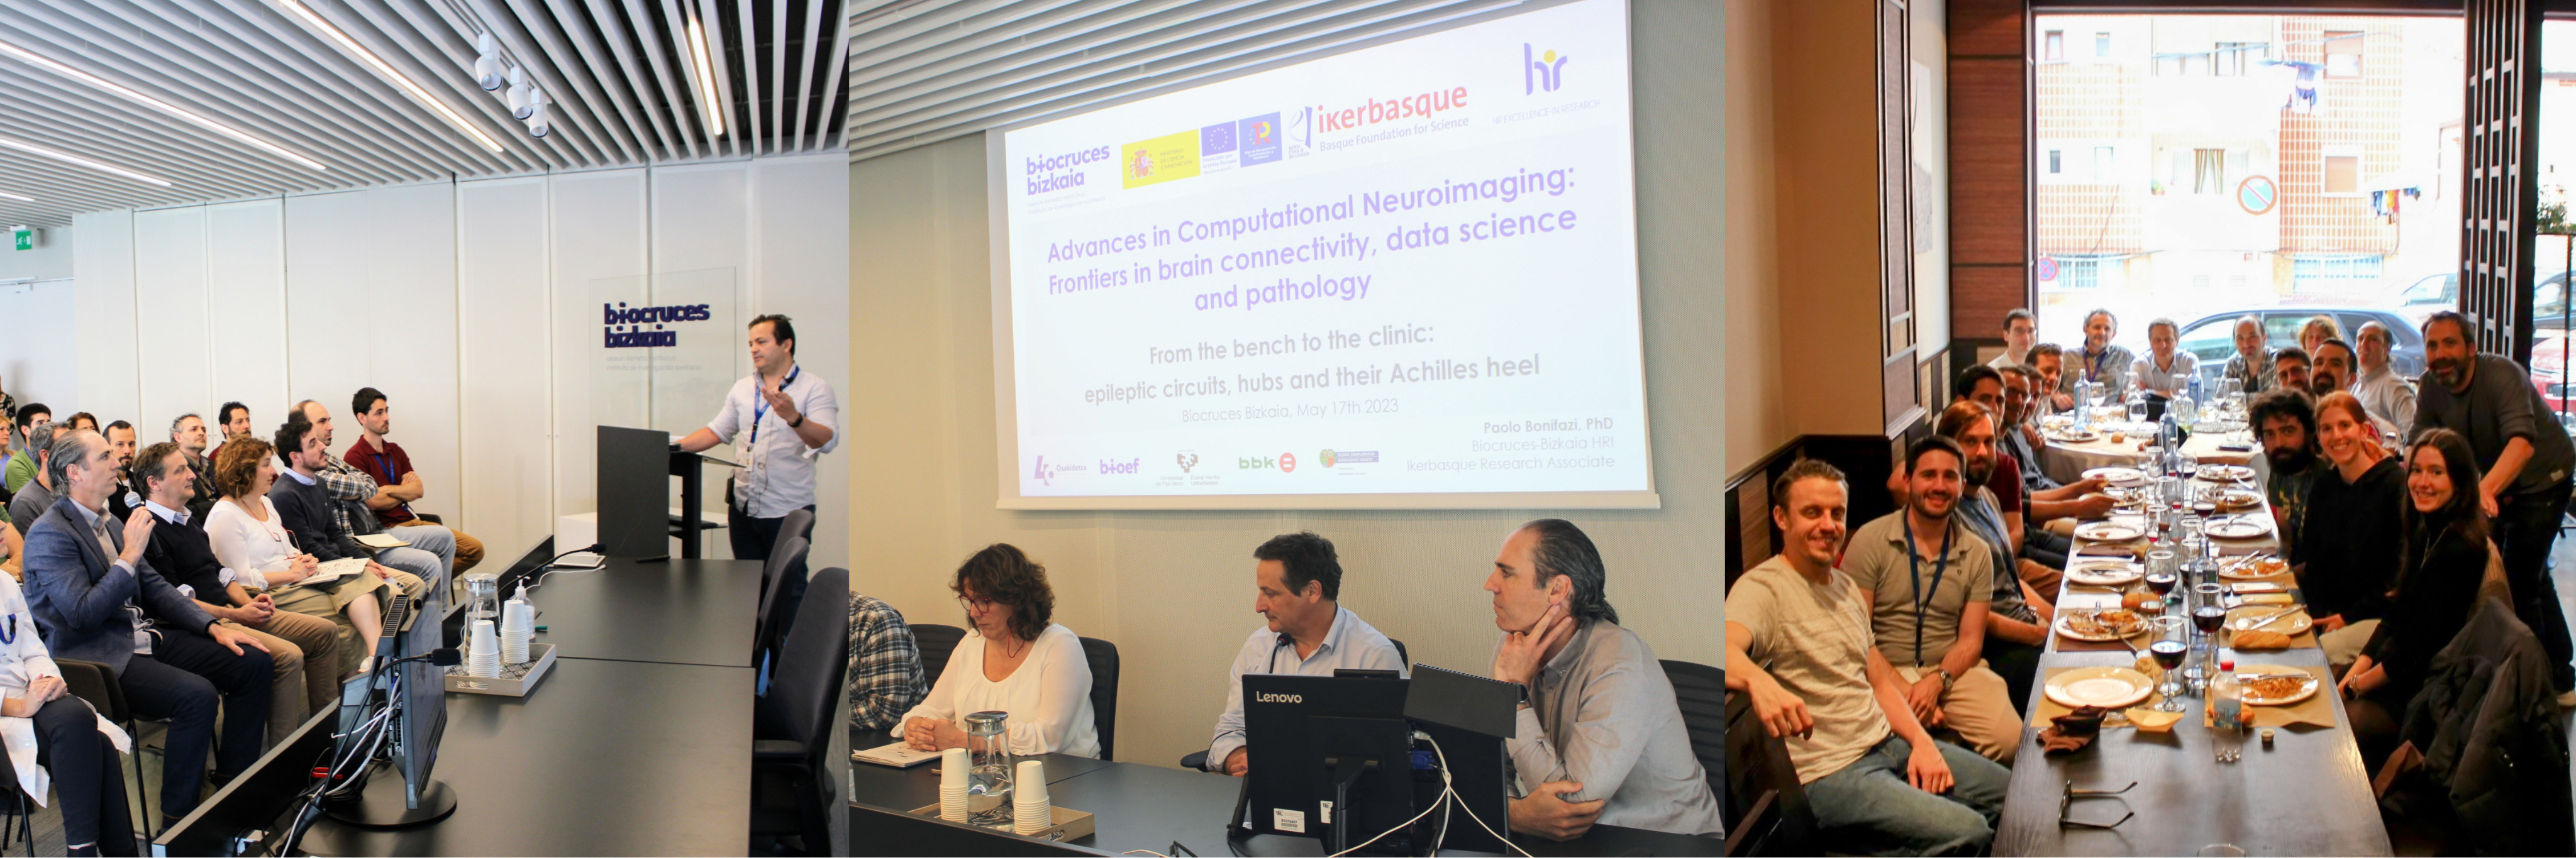 biocruces
bizkaia
biocruces
bizkaia
ikerbasque
Basque Foundation for Science
hr
HR EXCELLENCE IN RESEARCH
Advances in Computational Neuroimaging:
Frontiers in brain connectivity, data science
and pathology
From the bench to the clinic:
epileptic circuits, hubs and their Achilles heel
Biocruces Bizkaia, May 17th 2023
Paolo Bonifazi, PhD
Biocruces-Bizkaia HRI
Ikerbasque Research Associate
Osakidetza
bioef
bbk
Lenovo